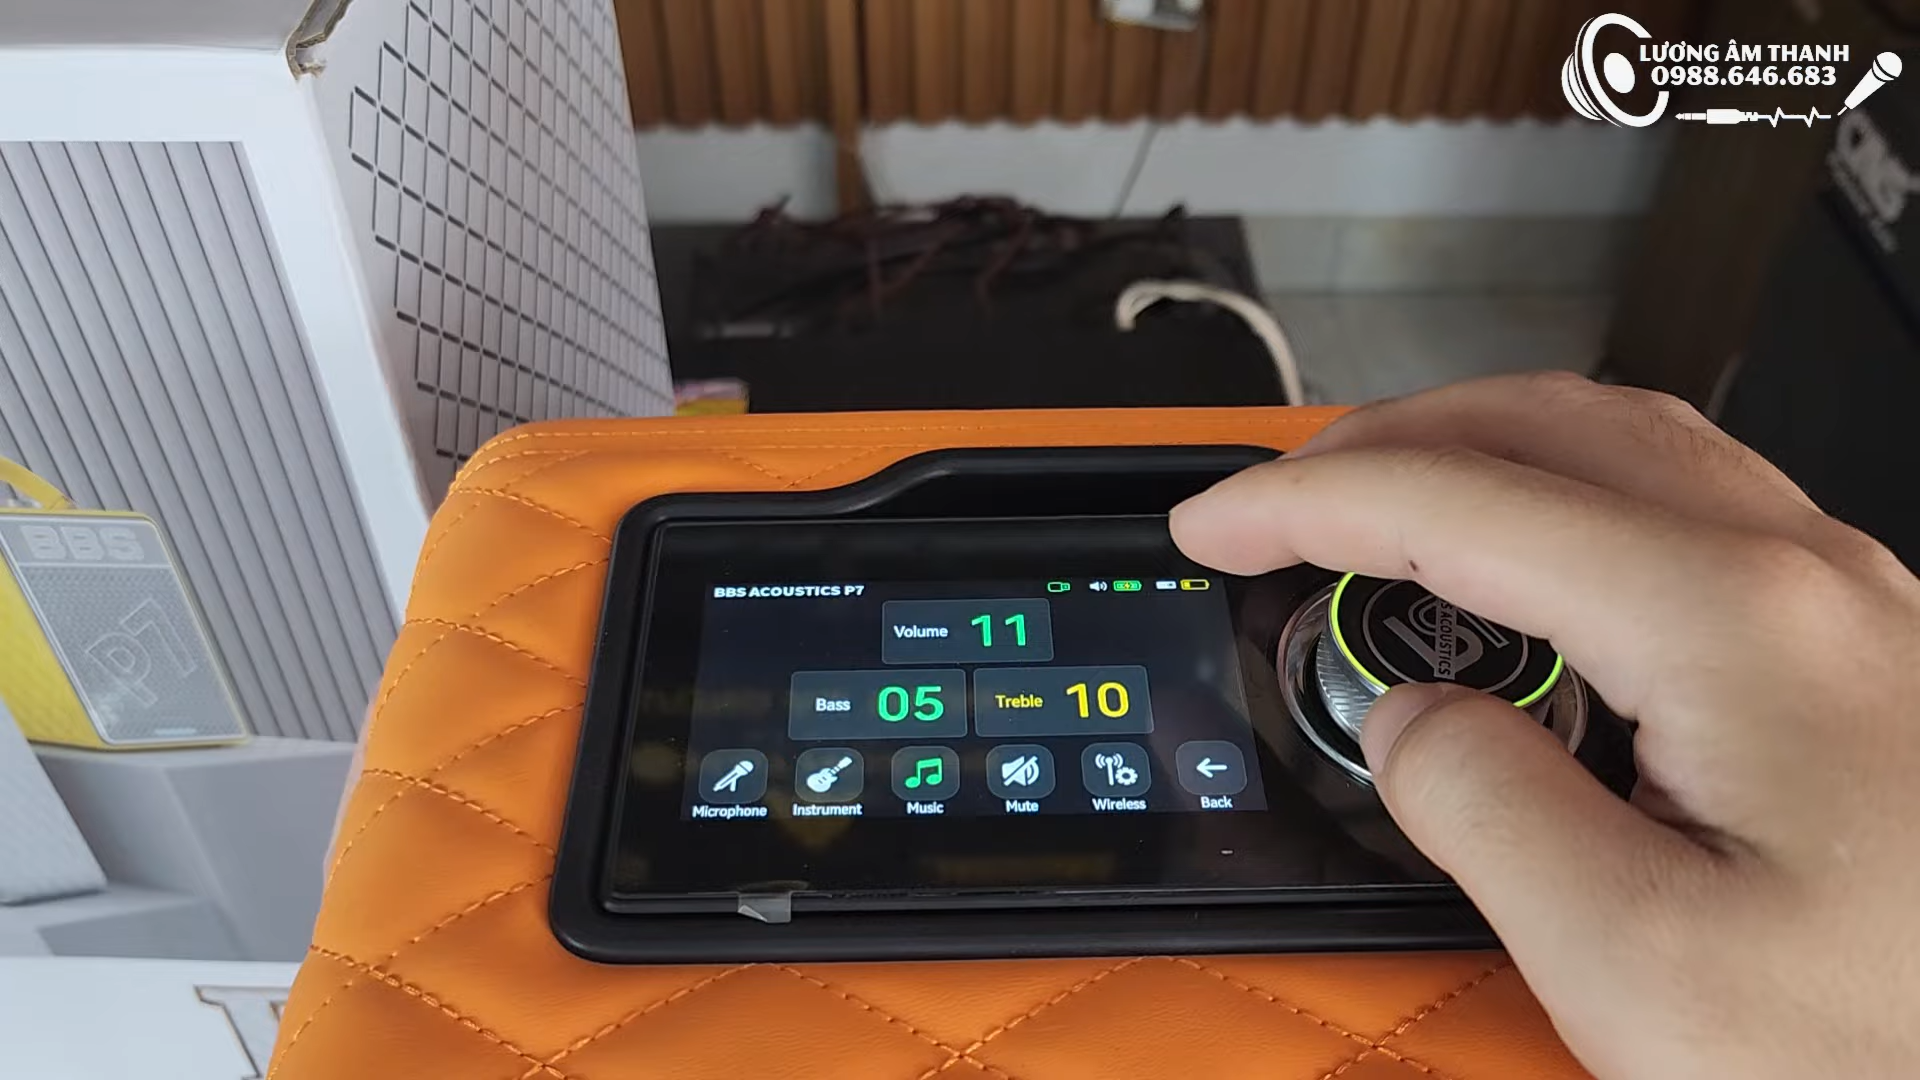 LƯƠNG ÂM THANH
0988.646.683
BBS
P7
BBS ACOUSTICS P7
Volume 11
Bass 05
Treble 10
Microphone
Instrument
Music
Mute
Wireless
Back
ACOUSTICS